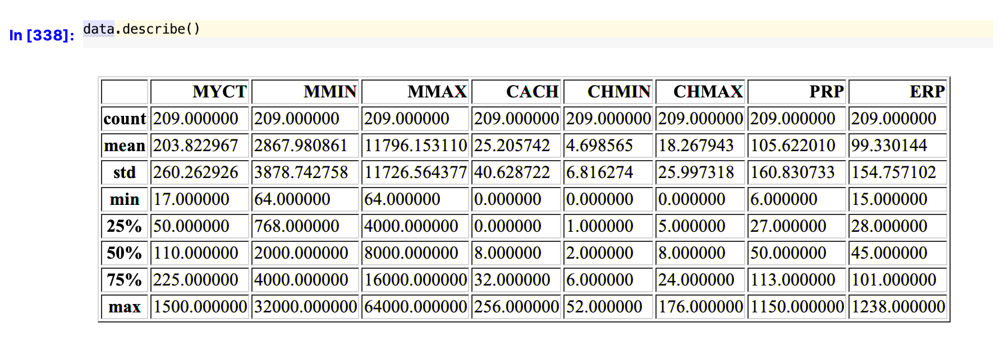 In [338]: data.describe()
MYCT MMIN MMAX CACH CHMIN CHMAX PRP ERP
count 209.000000 209.000000 209.000000 209.000000 209.000000 209.000000 209.000000 209.000000
mean 203.822967 2867.980861 11796.153110 25.205742 4.698565 18.267943 105.622010 99.330144
std 260.262926 3878.742758 11726.564377 40.628722 6.816274 25.997318 160.830733 154.757102
min 17.000000 64.000000 64.000000 0.000000 0.000000 0.000000 6.000000 15.000000
25% 50.000000 768.000000 4000.000000 0.000000 1.000000 5.000000 27.000000 28.000000
50% 110.000000 2000.000000 8000.000000 8.000000 2.000000 8.000000 50.000000 45.000000
75% 225.000000 4000.000000 16000.000000 32.000000 6.000000 24.000000 113.000000 101.000000
max 1500.000000 32000.000000 64000.000000 256.000000 52.000000 176.000000 1150.000000 1238.000000